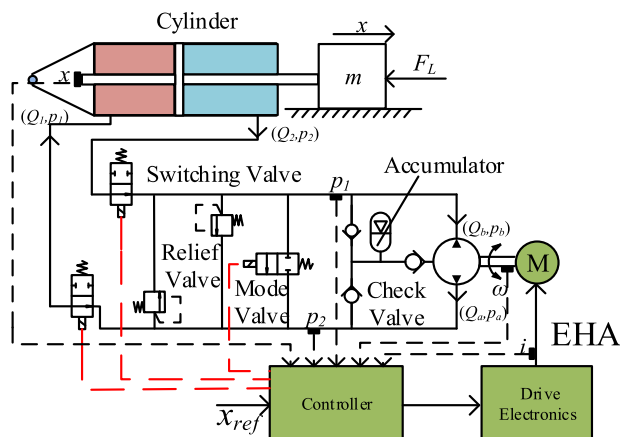 Cylinder
x
x
m
F_L
(Q_1,p_1)
(Q_2,p_2)
Switching Valve
Accumulator
p_1
Relief
Valve
Mode
Valve
Check
Valve
(Q_b,p_b)
M
ω
(Q_a,p_a)
p_2
EHA
i
x_ref
Controller
Drive
Electronics